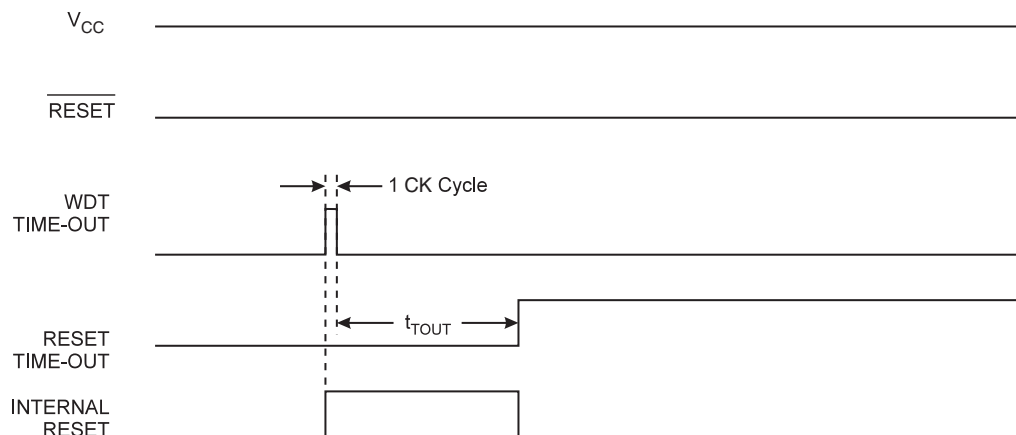 VCC
RESET
1 CK Cycle
WDT
TIME-OUT
tTOUT
RESET
TIME-OUT
INTERNAL
RESET